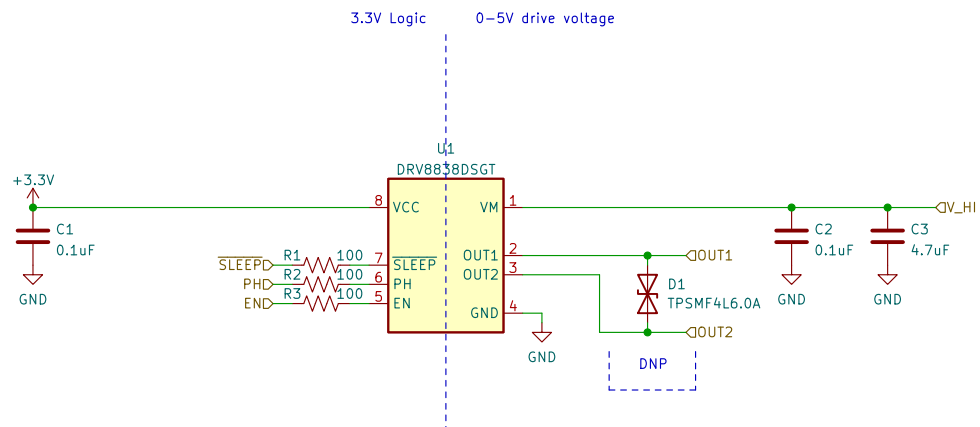 3.3V Logic
0-5V drive voltage
U1
DRV8838DSGT
+3.3V
8
VCC
VM
1
V_HI
C1
0.1uF
C2
0.1uF
C3
4.7uF
OUT1
2
OUT1
SLEEP
R1
100
7
SLEEP
OUT2
3
PH
R2
100
6
PH
D1
TPSMF4L6.0A
EN
R3
100
5
EN
GND
4
GND
GND
GND
OUT2
GND
DNP